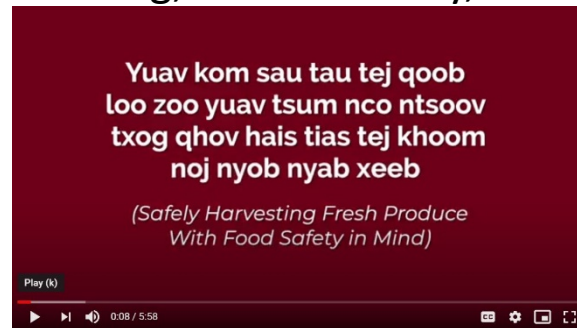 Yuav kom sau tau tej qoob
loo zoo yuav tsum nco ntsoov
txog qhov hais tias tej khoom
noj nyob nyab xeeb
(Safely Harvesting Fresh Produce
With Food Safety in Mind)
Play (k)
0:08 / 5:58
CC